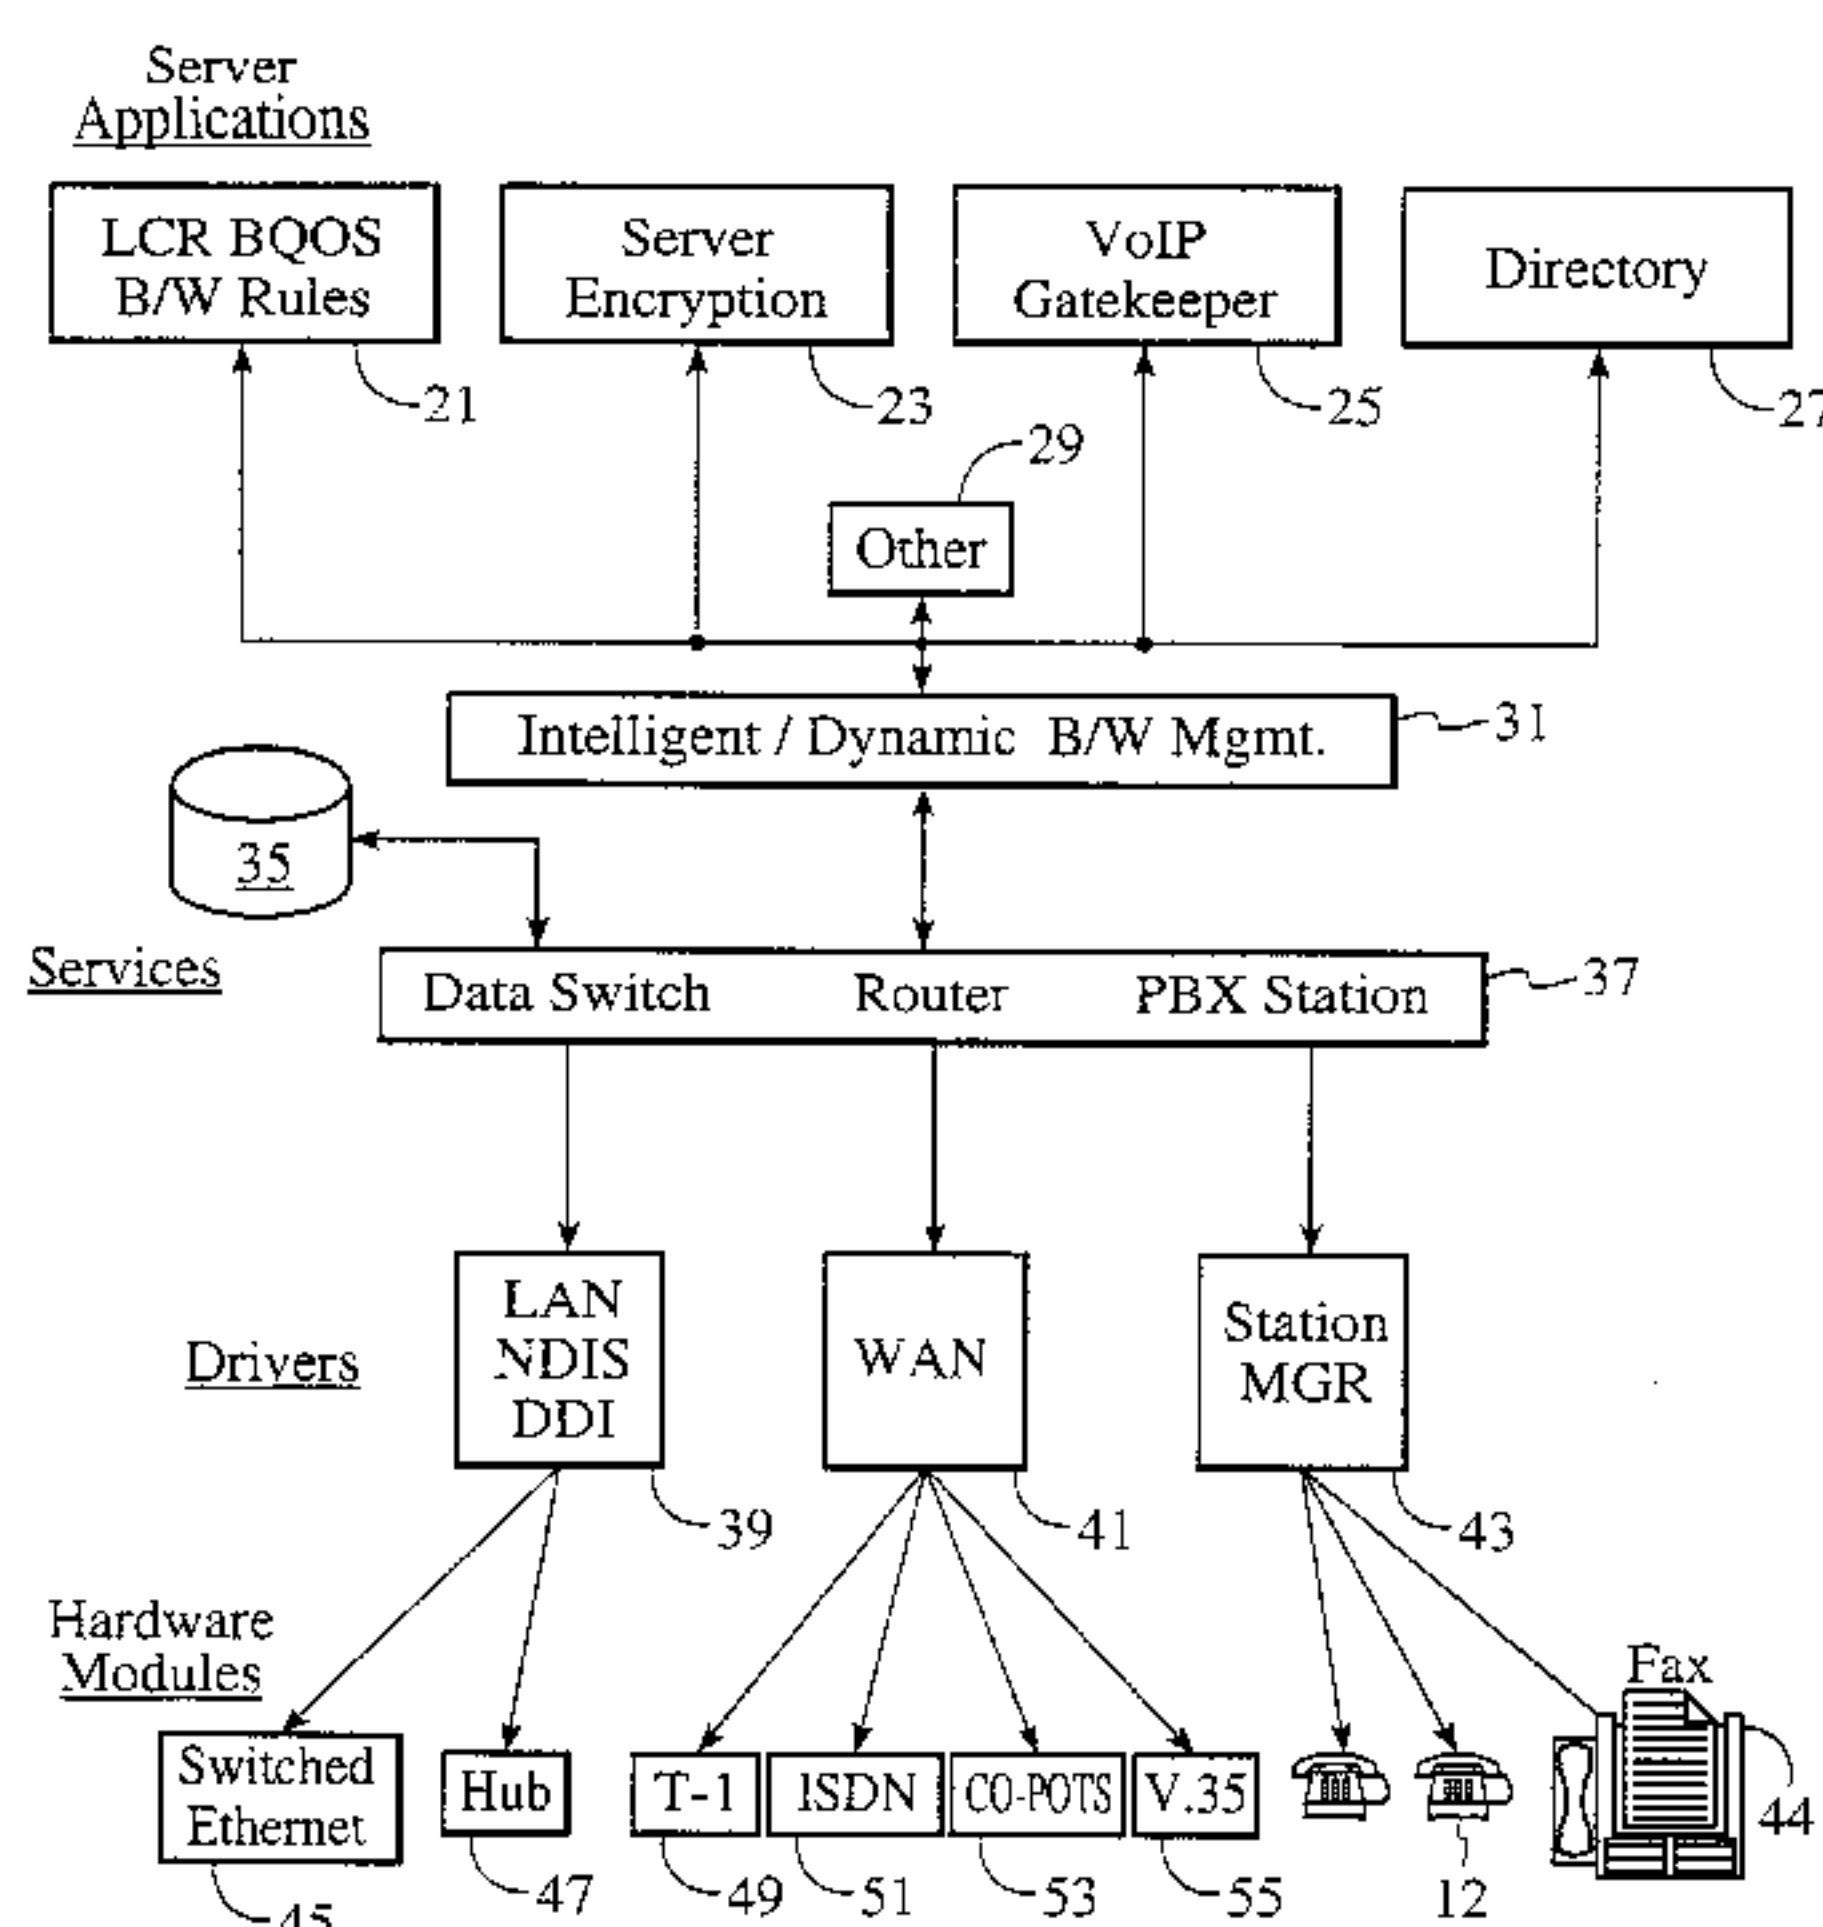 Server
Applications
LCR BQOS
B/W Rules
Server
Encryption
VoIP
Gatekeeper
Directory
21
23
25
27
29
Other
Intelligent / Dynamic B/W Mgmt.
31
35
Services
Data Switch Router PBX Station
37
Drivers
LAN
NDIS
DDI
WAN
Station
MGR
39
41
43
Hardware
Modules
Fax
Switched
Ethernet
Hub
T-1
ISDN
CO-POTS
V.35
44
45
47
49
51
53
55
12